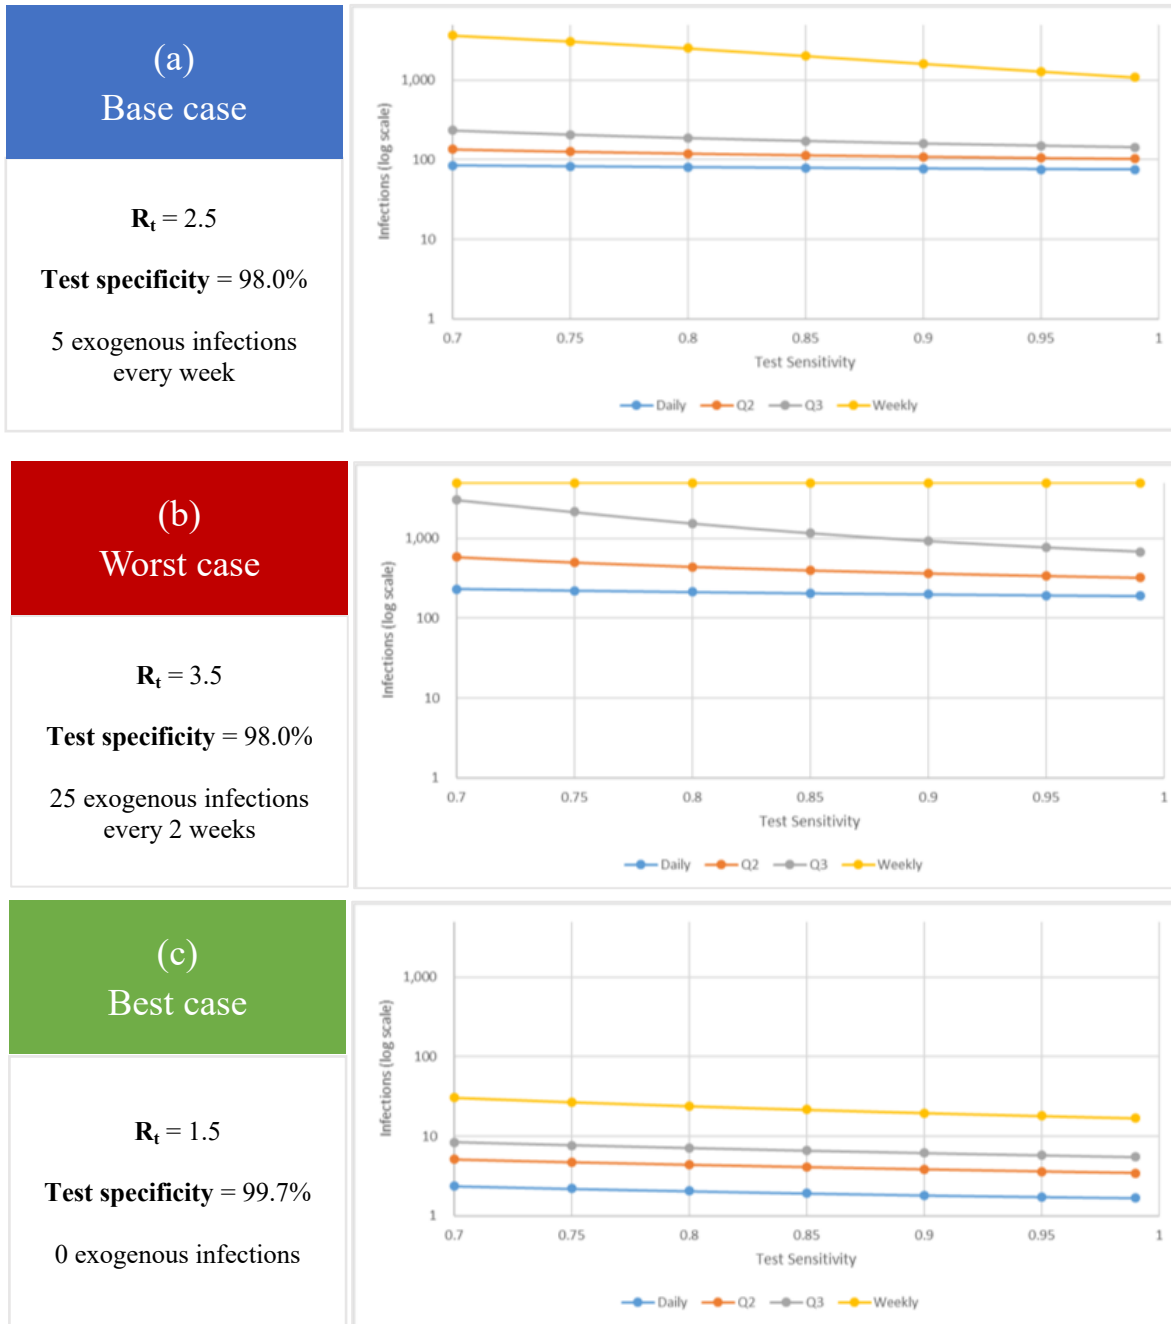 (a)
Base case
R_t = 2.5
Test specificity = 98.0%
5 exogenous infections
every week
Infections (log scale)
1,000
100
10
1
0.7 0.75 0.8 0.85 0.9 0.95 1
Test Sensitivity
Daily Q2 Q3 Weekly
(b)
Worst case
R_t = 3.5
Test specificity = 98.0%
25 exogenous infections
every 2 weeks
Infections (log scale)
1,000
100
10
1
0.7 0.75 0.8 0.85 0.9 0.95 1
Test Sensitivity
Daily Q2 Q3 Weekly
(c)
Best case
R_t = 1.5
Test specificity = 99.7%
0 exogenous infections
Infections (log scale)
1,000
100
10
1
0.7 0.75 0.8 0.85 0.9 0.95 1
Test Sensitivity
Daily Q2 Q3 Weekly